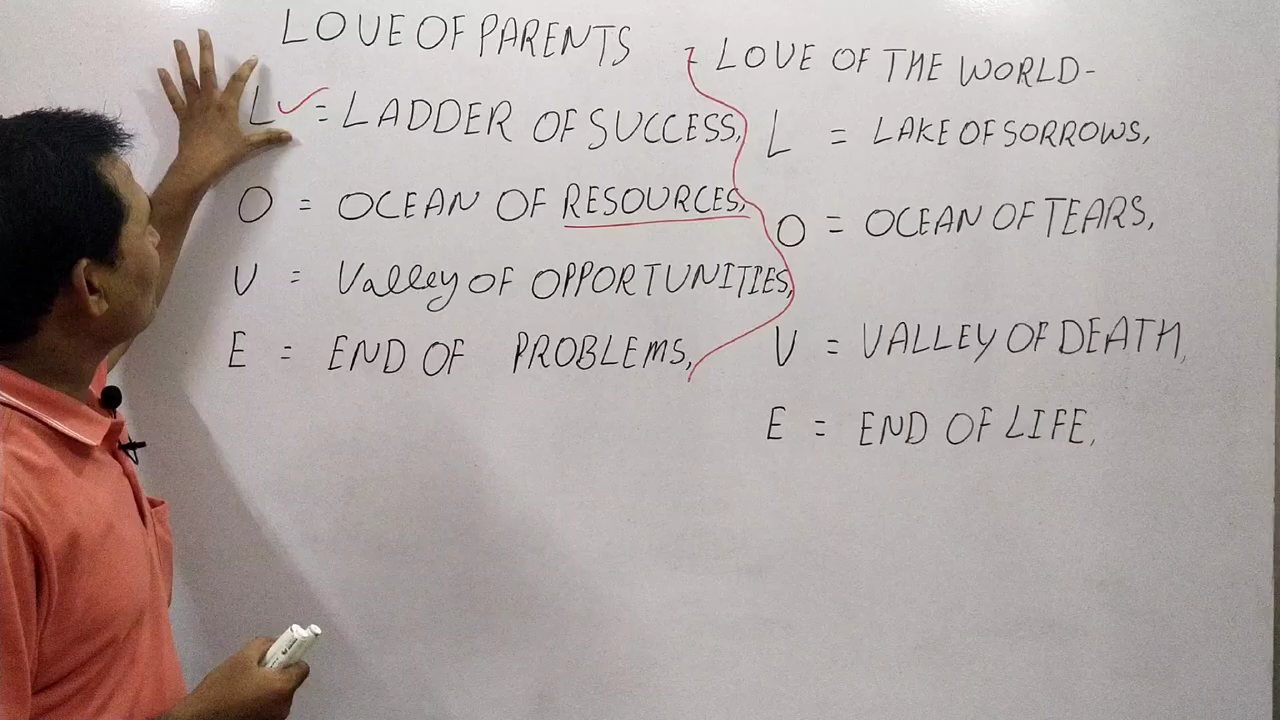 LOVE OF PARENTS
L = LADDER OF SUCCESS,
O = OCEAN OF RESOURCES,
V = Valley OF OPPORTUNITIES,
E = END OF PROBLEMS,
- LOVE OF THE WORLD-
L = LAKE OF SORROWS,
O = OCEAN OF TEARS,
V = VALLEY OF DEATH,
E = END OF LIFE,